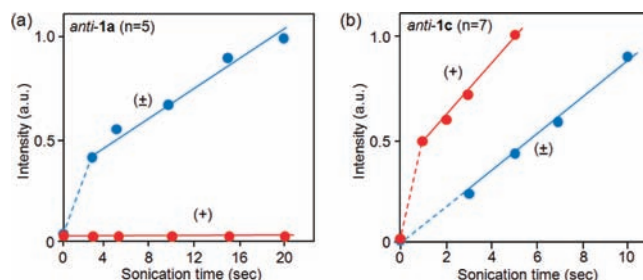 (a)
anti-1a (n=5)
Intensity (a.u.)
1.0
0.5
0
(±)
(+)
0 4 8 12 16 20
Sonication time (sec)
(b)
anti-1c (n=7)
Intensity (a.u.)
1.0
0.5
0
(+)
(±)
0 2 4 6 8 10
Sonication time (sec)